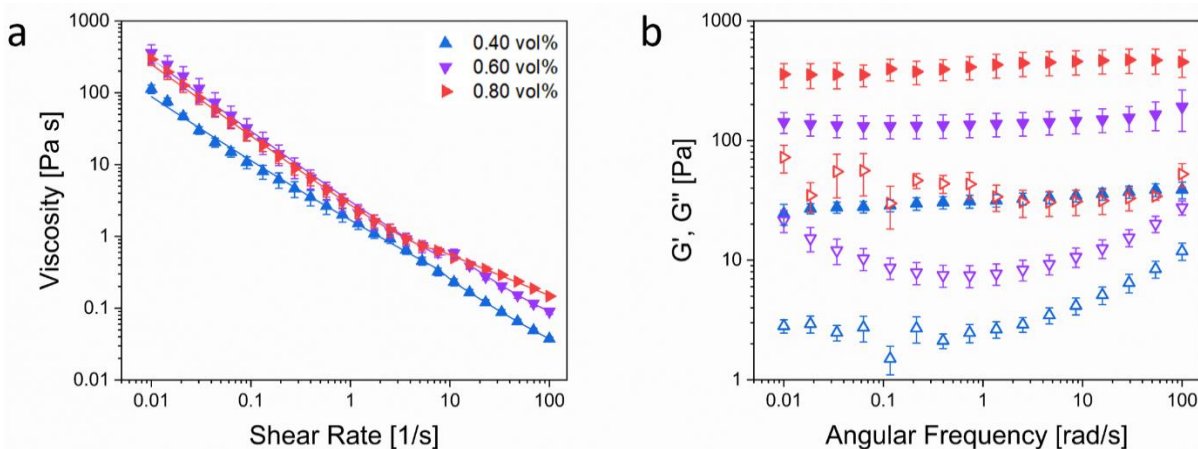 a
1000
100
10
1
0.1
0.01
Viscosity [Pa s]
0.40 vol%
0.60 vol%
0.80 vol%
0.01
0.1
1
10
100
Shear Rate [1/s]
b
1000
100
10
1
G', G" [Pa]
0.01
0.1
1
10
100
Angular Frequency [rad/s]